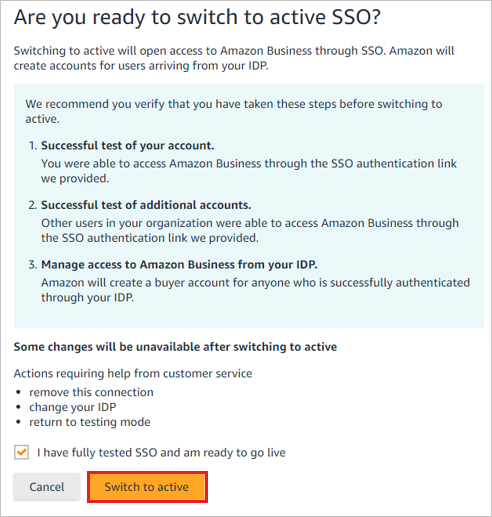 Are you ready to switch to active SSO?
Switching to active will open access to Amazon Business through SSO. Amazon will
create accounts for users arriving from your IDP.
We recommend you verify that you have taken these steps before switching to
active.
1. Successful test of your account.
You were able to access Amazon Business through the SSO authentication link
we provided.
2. Successful test of additional accounts.
Other users in your organization were able to access Amazon Business through
the SSO authentication link we provided.
3. Manage access to Amazon Business from your IDP.
Amazon will create a buyer account for anyone who is successfully authenticated
through your IDP.
Some changes will be unavailable after switching to active
Actions requiring help from customer service
• remove this connection
• change your IDP
• return to testing mode
I have fully tested SSO and am ready to go live
Cancel Switch to active